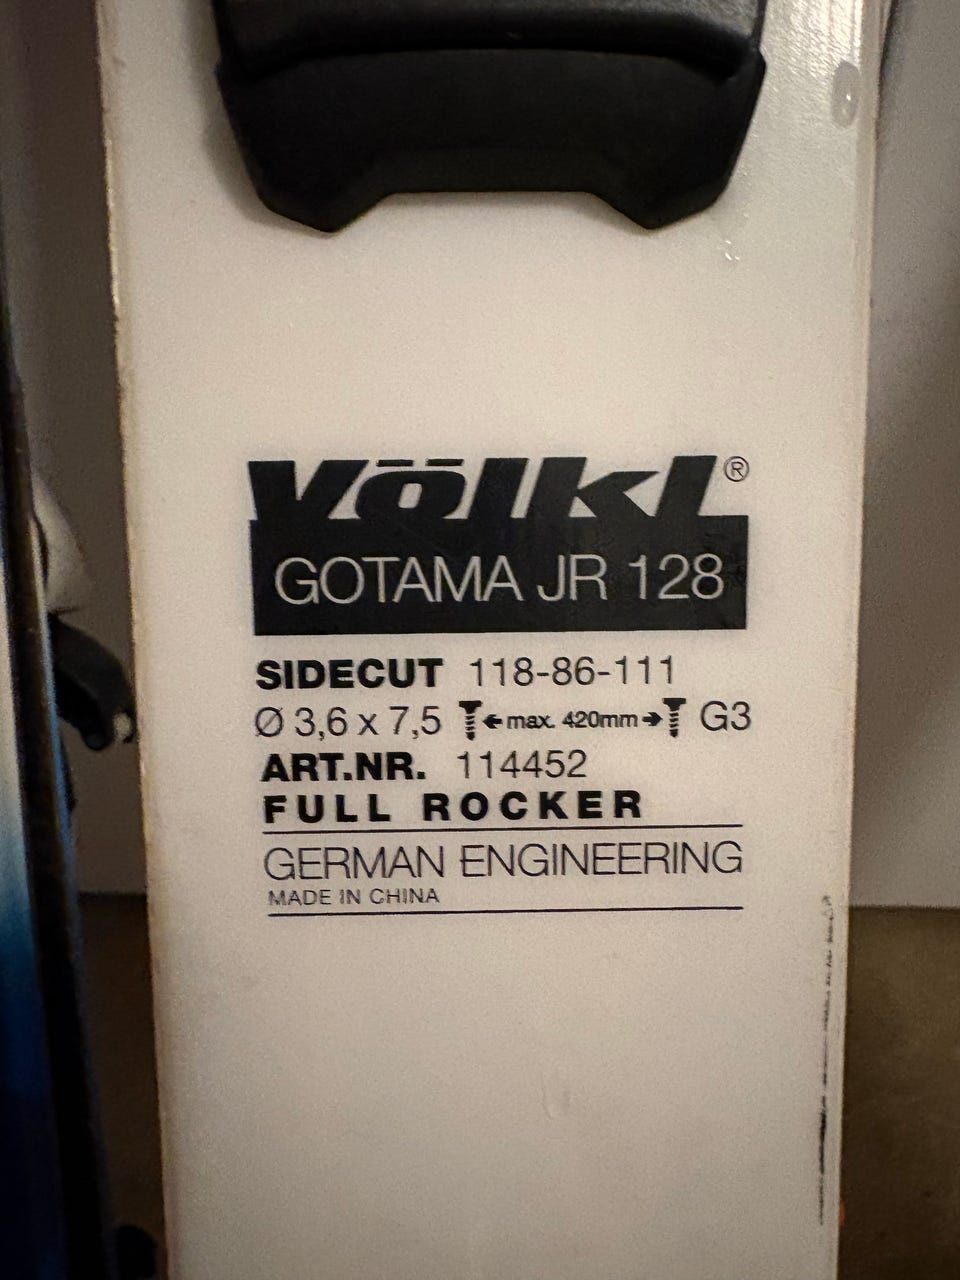 Völkl®
GOTAMA JR 128
SIDECUT 118-86-111
Ø 3,6 x 7,5 ←max. 420mm→ G3
ART.NR. 114452
FULL ROCKER
GERMAN ENGINEERING
MADE IN CHINA